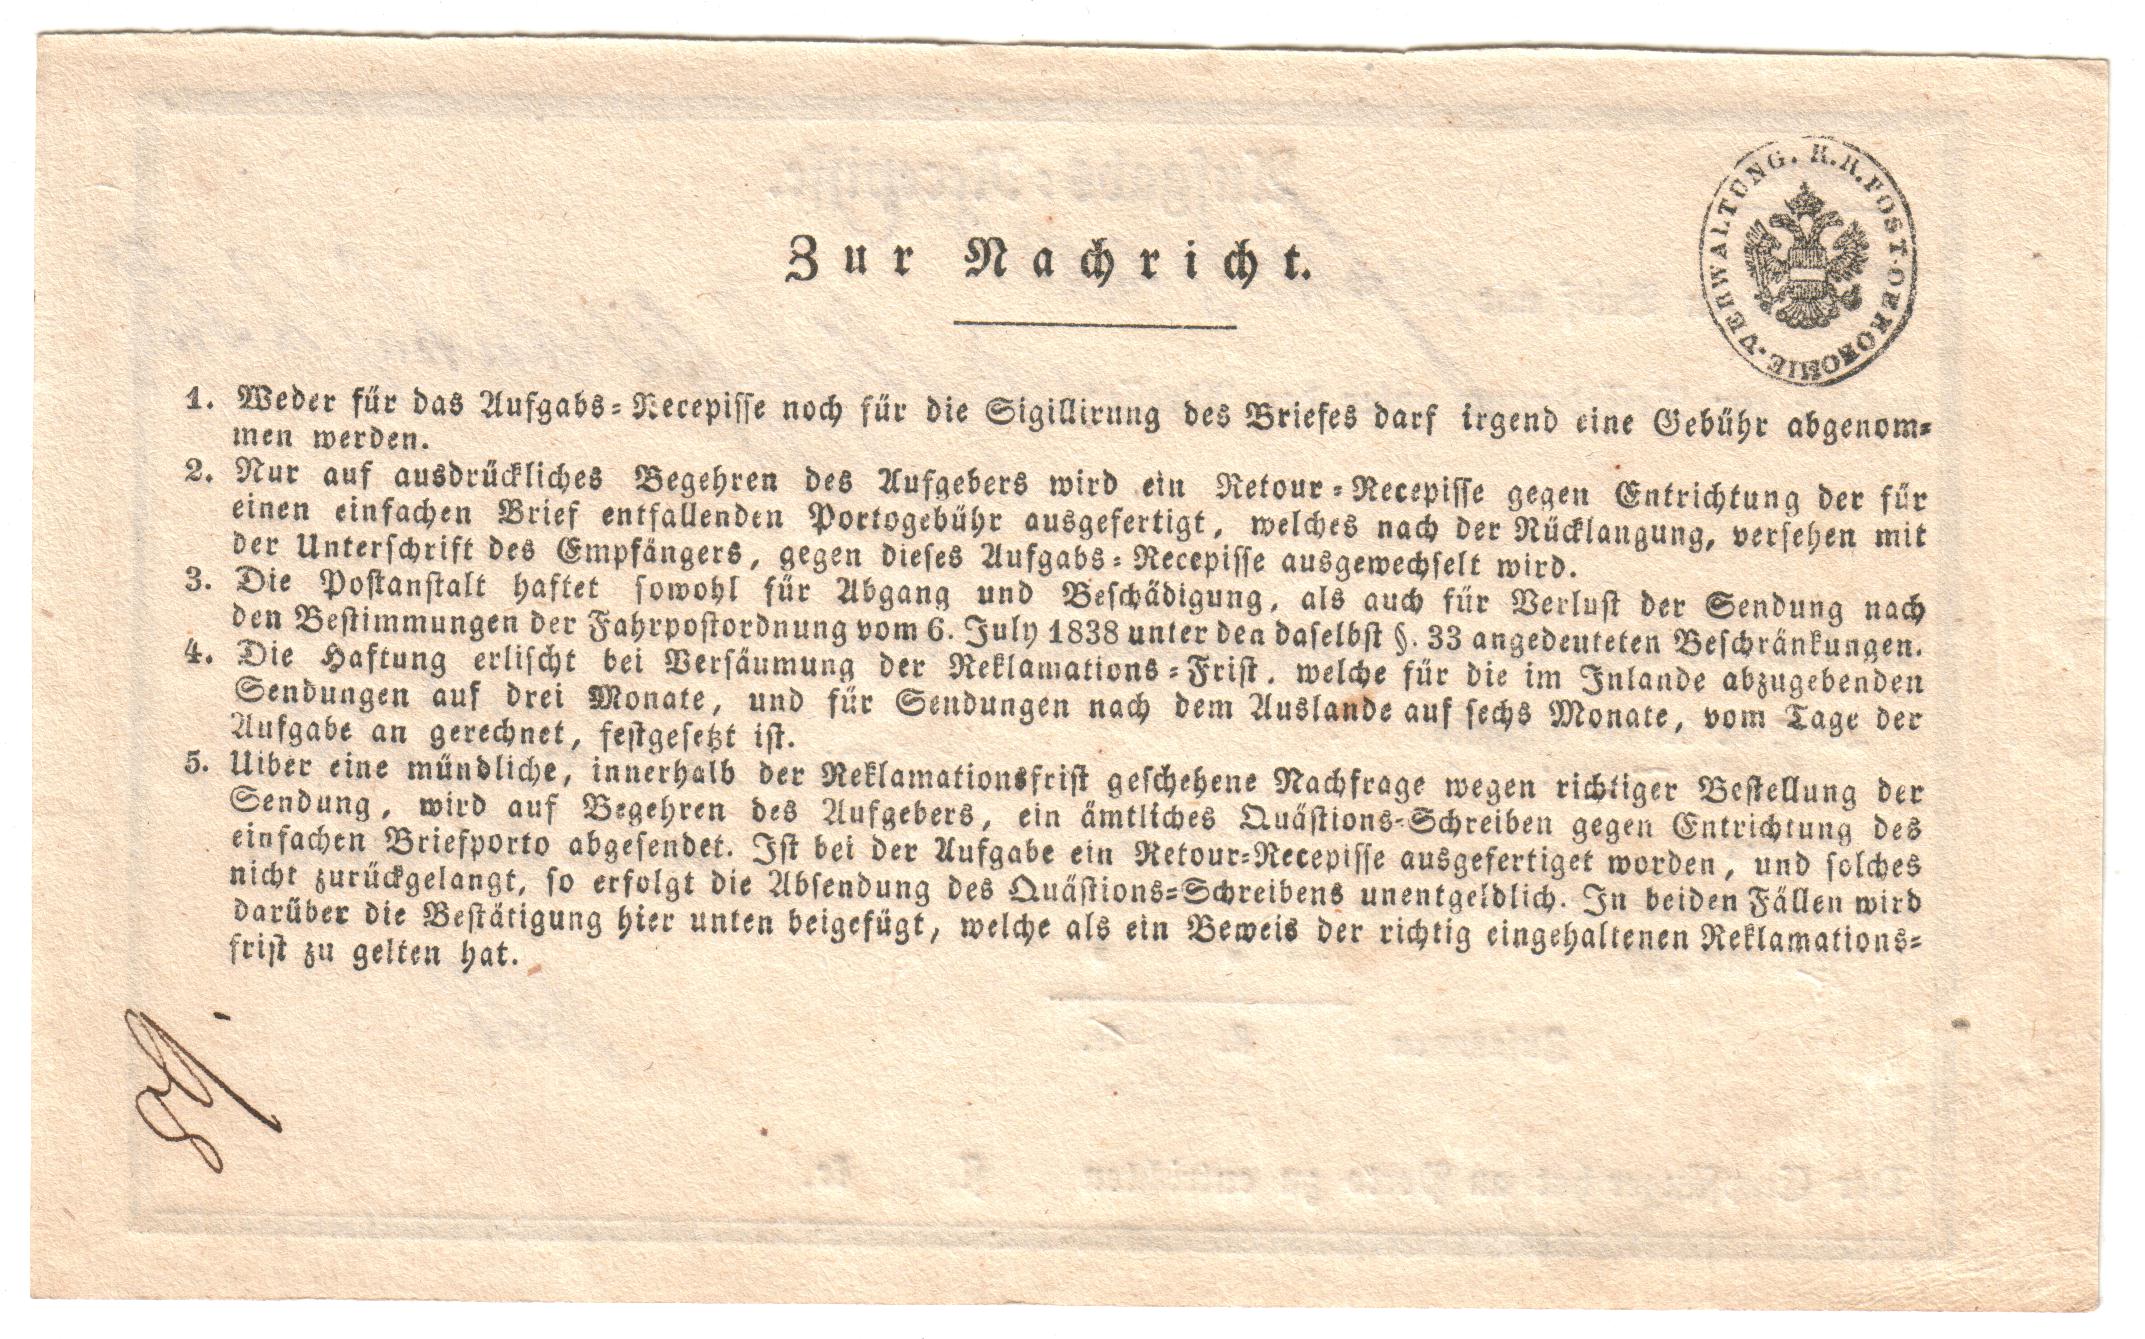 Zur Nachricht.
K. K. POST. OEKONOMIE. VERWALTUNG.
1. Weder für das Aufgabs=Recepisse noch für die Sigillirung des Briefes darf irgend eine Gebühr abgenom=
men werden.
2. Nur auf ausdrückliches Begehren des Aufgebers wird ein Retour=Recepisse gegen Entrichtung der für
einen einfachen Brief entfallenden Portogebühr ausgefertigt, welches nach der Rücklangung, versehen mit
der Unterschrift des Empfängers, gegen dieses Aufgabs=Recepisse ausgewechselt wird.
3. Die Postanstalt haftet sowohl für Abgang und Beschädigung, als auch für Verlust der Sendung nach
den Bestimmungen der Fahrpostordnung vom 6. July 1838 unter den daselbst §. 33 angedeuteten Beschränkungen.
4. Die Haftung erlischt bei Versäumung der Reklamations=Frist, welche für die im Inlande abzugebenden
Sendungen auf drei Monate, und für Sendungen nach dem Auslande auf sechs Monate, vom Tage der
Aufgabe an gerechnet, festgesetzt ist.
5. Uiber eine mündliche, innerhalb der Reklamationsfrist geschehene Nachfrage wegen richtiger Bestellung der
Sendung, wird auf Begehren des Aufgebers, ein ämtliches Quästions=Schreiben gegen Entrichtung des
einfachen Briefporto abgesendet. Ist bei der Aufgabe ein Retour=Recepisse ausgefertiget worden, und solches
nicht zurückgelangt, so erfolgt die Absendung des Quästions=Schreibens unentgeldlich. In beiden Fällen wird
darüber die Bestätigung hier unten beigefügt, welche als ein Beweis der richtig eingehaltenen Reklamations=
frist zu gelten hat.